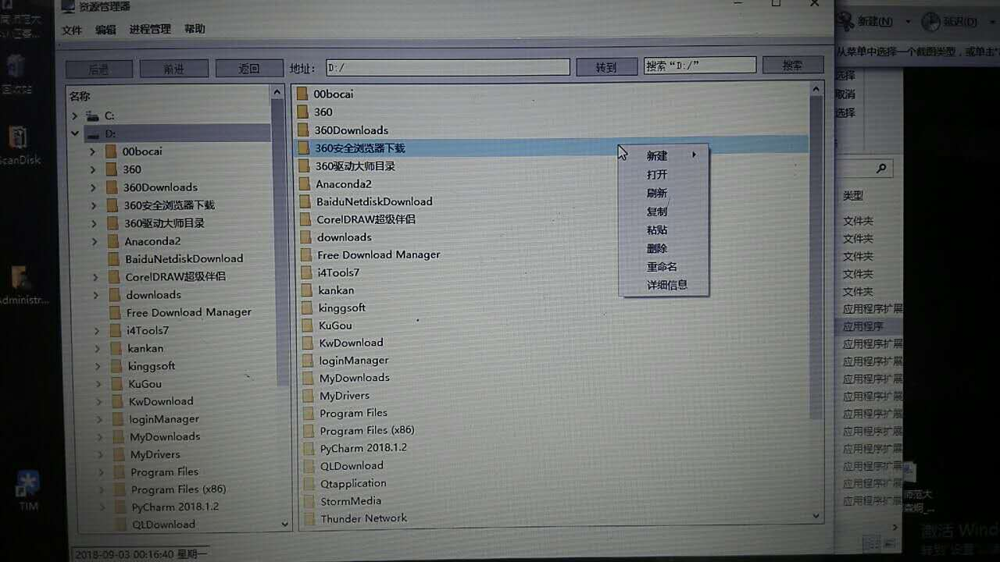 资源管理器
文件 编辑 进程管理 帮助
后退 前进 返回 地址: D:/ 转到 搜索“D:/” 搜索
名称
C:
D:
00bocai
360
360Downloads
360安全浏览器下载
360驱动大师目录
Anaconda2
BaiduNetdiskDownload
CorelDRAW超级伴侣
downloads
Free Download Manager
i4Tools7
kankan
kinggsoft
KuGou
KwDownload
loginManager
MyDownloads
MyDrivers
Program Files
Program Files (x86)
PyCharm 2018.1.2
QLDownload
00bocai
360
360Downloads
360安全浏览器下载
360驱动大师目录
Anaconda2
BaiduNetdiskDownload
CorelDRAW超级伴侣
downloads
Free Download Manager
i4Tools7
kankan
kinggsoft
KuGou
KwDownload
loginManager
MyDownloads
MyDrivers
Program Files
Program Files (x86)
PyCharm 2018.1.2
QLDownload
Qtapplication
StormMedia
Thunder Network
新建
打开
刷新
复制
粘贴
删除
重命名
详细信息
2018-09-03 00:16:40 星期一
新建(N) 延迟(D)
从菜单中选择一个截图类型，或单击“
选择
取消
选择
类型
文件夹
文件夹
文件夹
文件夹
文件夹
应用程序扩展
应用程序
应用程序扩展
应用程序扩展
应用程序扩展
应用程序扩展
应用程序扩展
应用程序扩展
应用程序扩展
应用程序扩展
应用程序扩展
应用程序扩展
师范大
激活 Windo
回收站
ScanDisk
Administr...
TIM